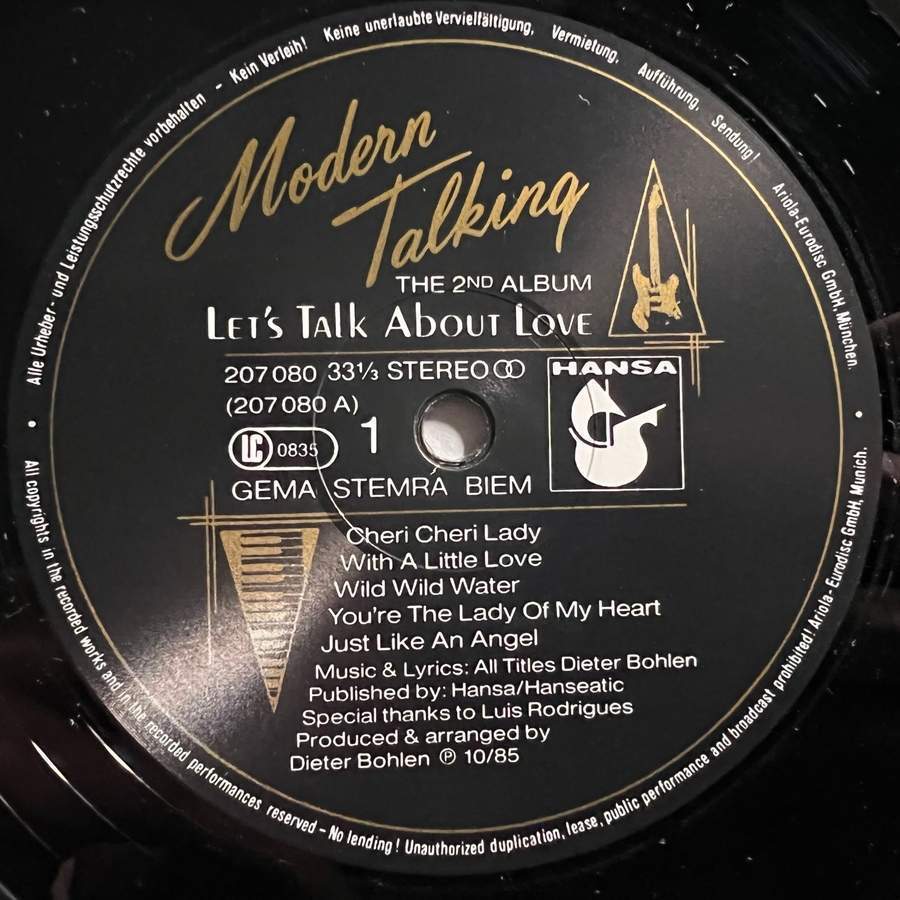 Alle Urheber- und Leistungsschutzrechte vorbehalten - Kein Verleih! Keine unerlaubte Vervielfältigung, Vermietung, Aufführung, Sendung! Ariola-Eurodisc GmbH, München.
Modern
Talking
THE 2ND ALBUM
LET'S TALK ABOUT LOVE
207 080 33⅓ STEREO
HANSA
(207 080 A)
LC 0835
1
GEMA STEMRA BIEM
Cheri Cheri Lady
With A Little Love
Wild Wild Water
You're The Lady Of My Heart
Just Like An Angel
Music & Lyrics: All Titles Dieter Bohlen
Published by: Hansa/Hanseatic
Special thanks to Luis Rodrigues
Produced & arranged by
Dieter Bohlen ℗ 10/85
All copyrights in the recorded works and in the recorded performances reserved - No lending! Unauthorized duplication, lease, public performance and broadcast prohibited! Ariola-Eurodisc GmbH, Munich.